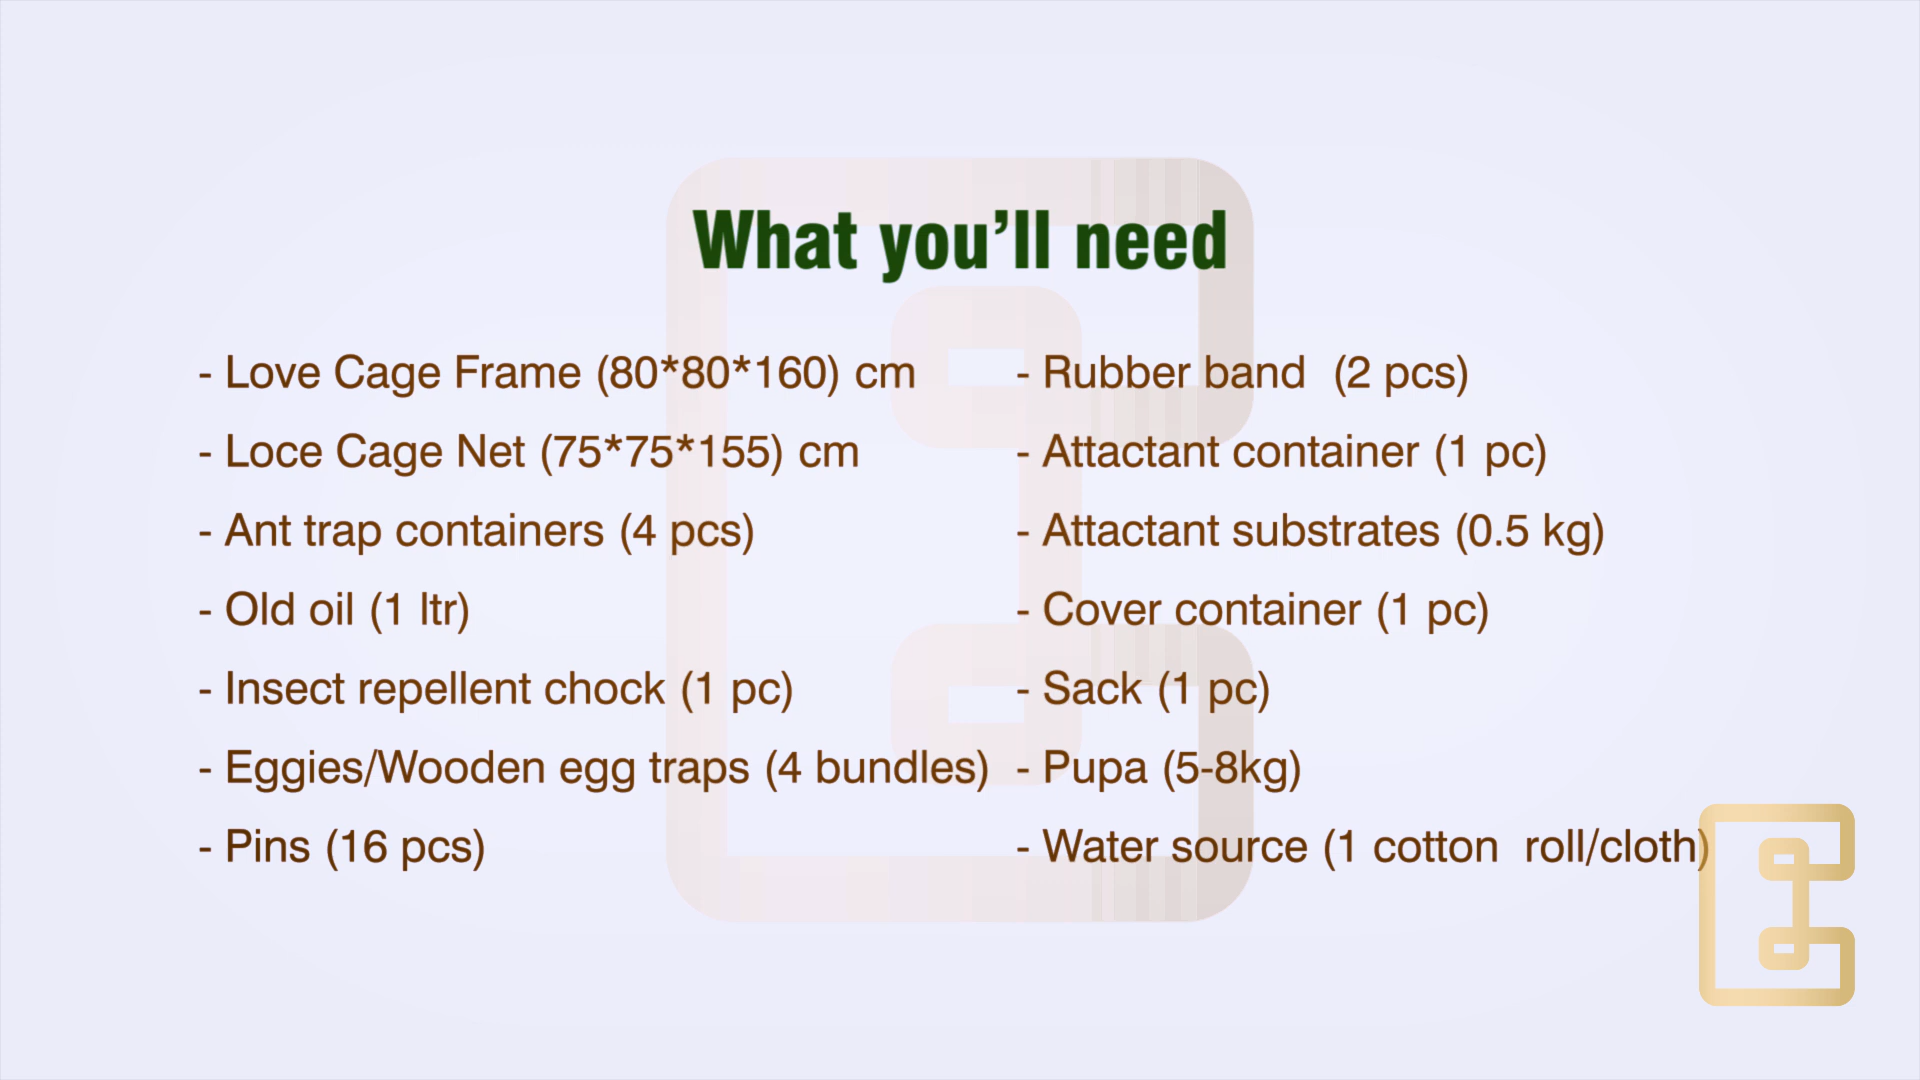 What you’ll need
- Love Cage Frame (80*80*160) cm
- Loce Cage Net (75*75*155) cm
- Ant trap containers (4 pcs)
- Old oil (1 ltr)
- Insect repellent chock (1 pc)
- Eggies/Wooden egg traps (4 bundles)
- Pins (16 pcs)
- Rubber band  (2 pcs)
- Attactant container (1 pc)
- Attactant substrates (0.5 kg)
- Cover container (1 pc)
- Sack (1 pc)
- Pupa (5-8kg)
- Water source (1 cotton  roll/cloth)